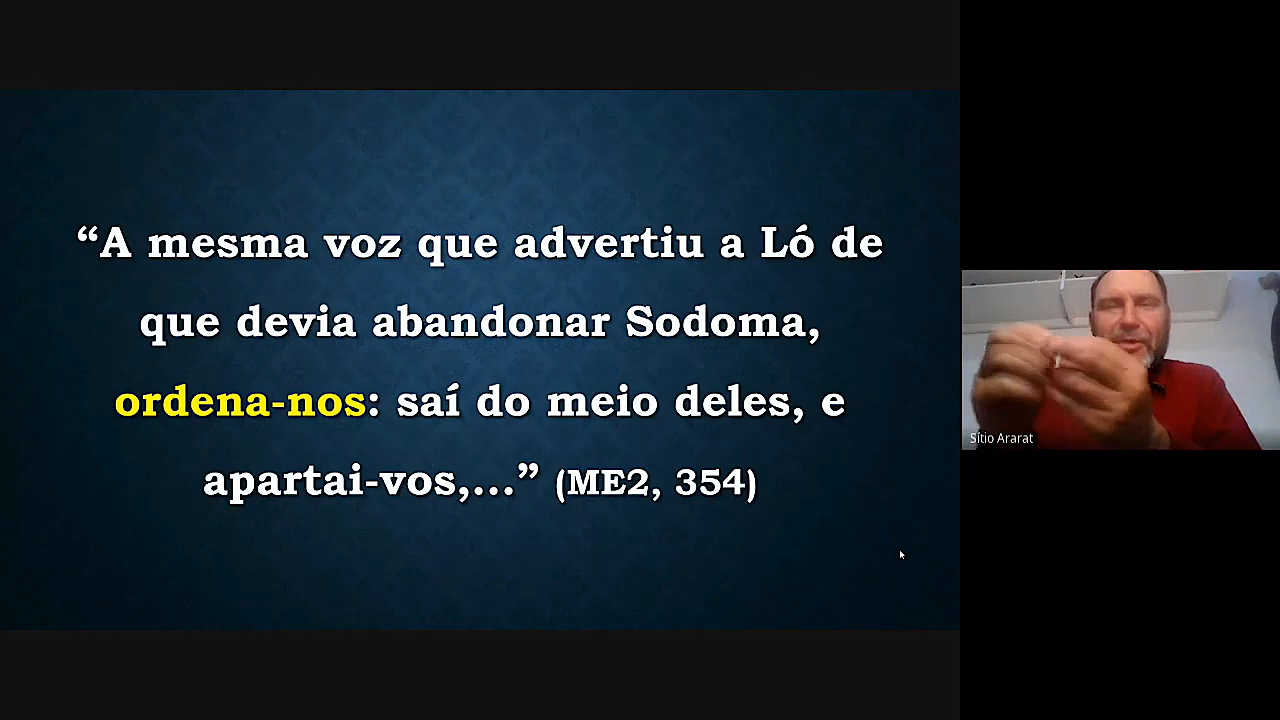 “A mesma voz que advertiu a Ló de
que devia abandonar Sodoma,
ordena-nos: saí do meio deles, e
apartai-vos,...” (ME2, 354)
Sítio Ararat